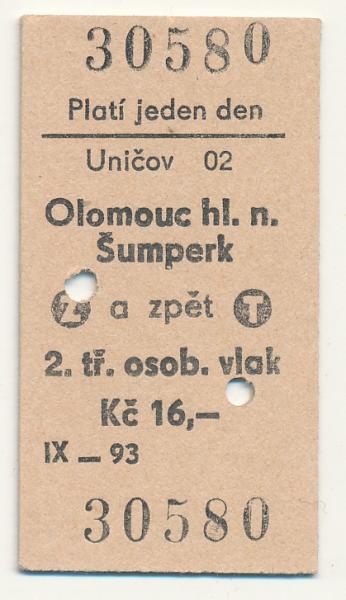 30580
Platí jeden den
Uničov 02
Olomouc hl. n.
Šumperk
Z a zpět T
2. tř. osob. vlak
Kč 16,—
IX — 93
30580